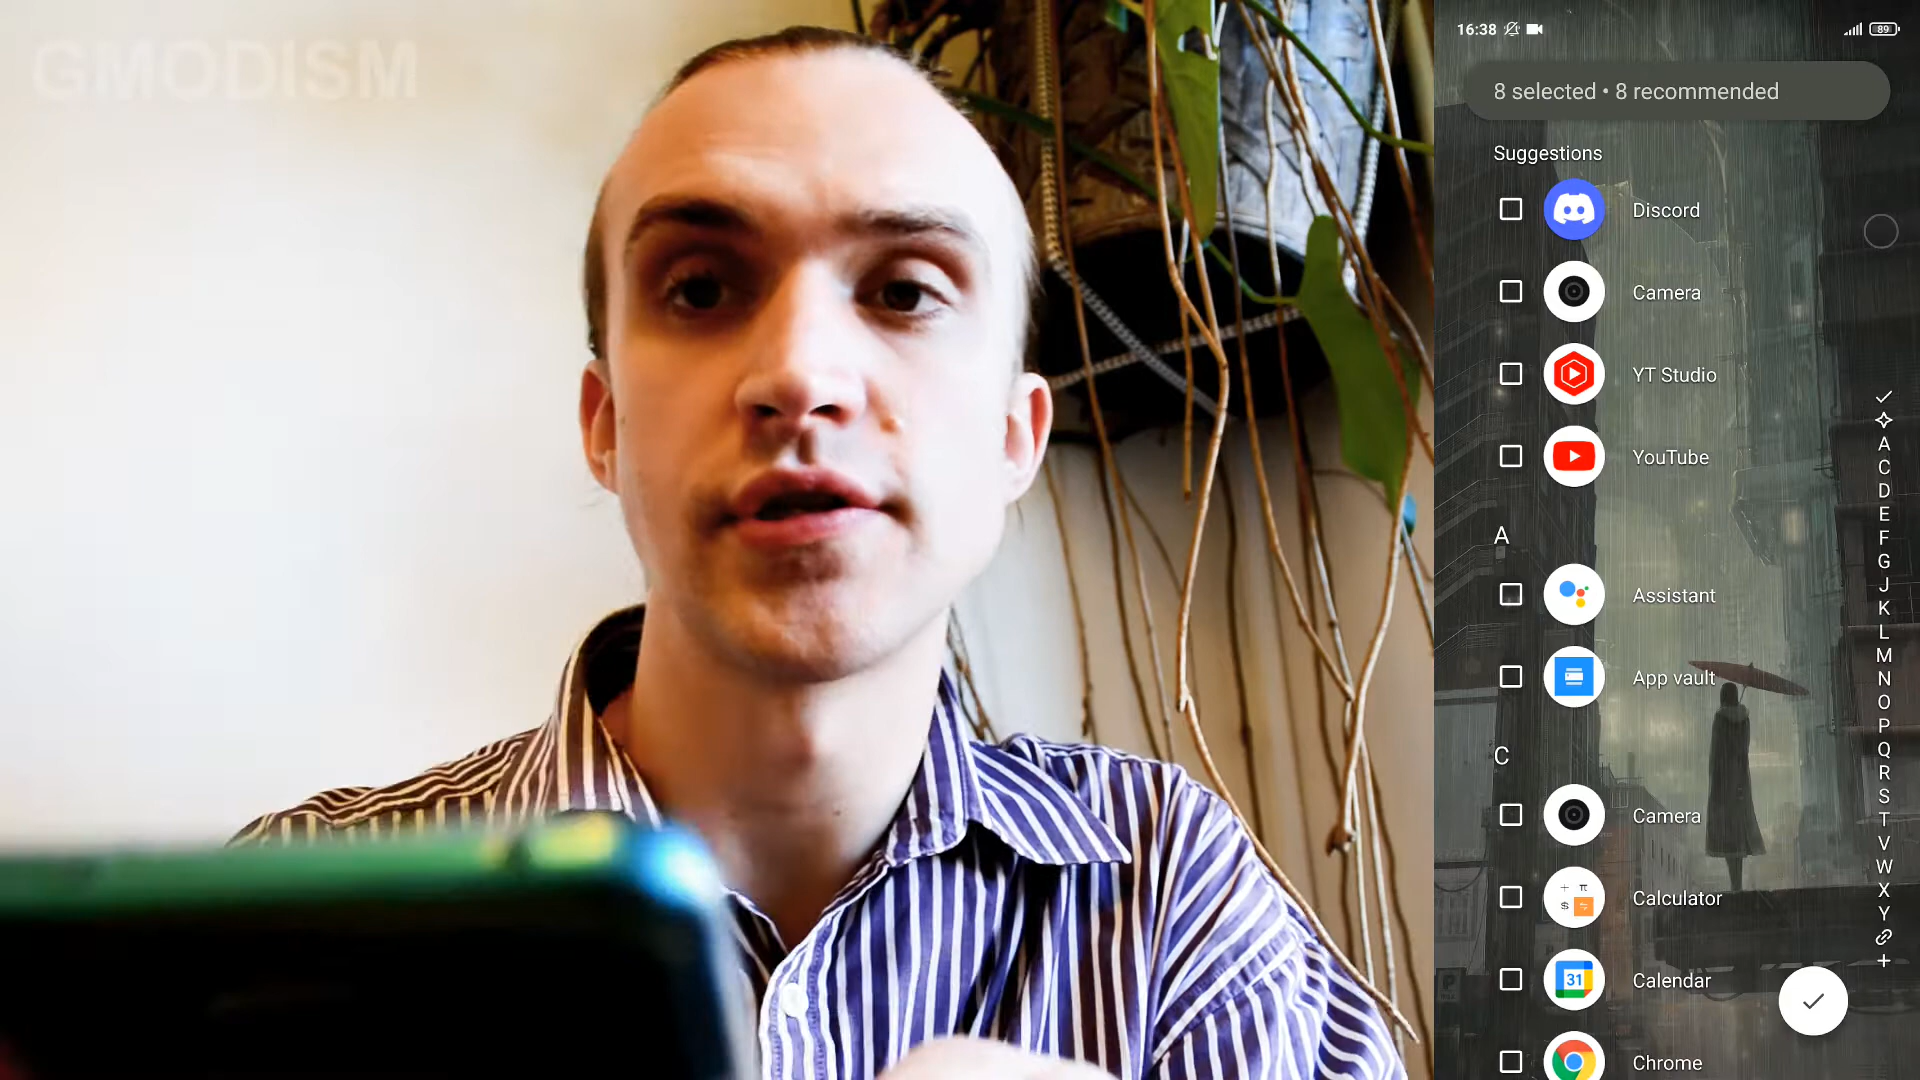 GMODISM
16:38
89
8 selected • 8 recommended
Suggestions
Discord
Camera
YT Studio
YouTube
A
Assistant
App vault
C
Camera
Calculator
31
Calendar
Chrome
A
C
D
E
F
G
J
K
L
M
N
O
P
Q
R
S
T
V
W
X
Y